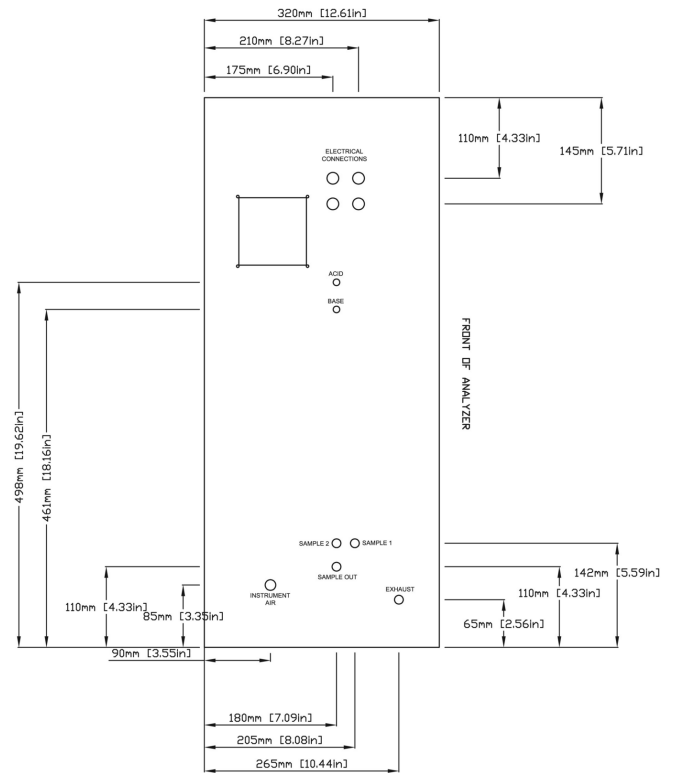 320mm [12.61in]
210mm [8.27in]
175mm [6.90in]
110mm [4.33in]
145mm [5.71in]
ELECTRICAL
CONNECTIONS
ACID
BASE
FRONT OF ANALYZER
498mm [19.62in]
461mm [18.16in]
SAMPLE 2
SAMPLE 1
SAMPLE OUT
INSTRUMENT
AIR
EXHAUST
142mm [5.59in]
110mm [4.33in]
65mm [2.56in]
110mm [4.33in]
85mm [3.35in]
90mm [3.55in]
180mm [7.09in]
205mm [8.08in]
265mm [10.44in]